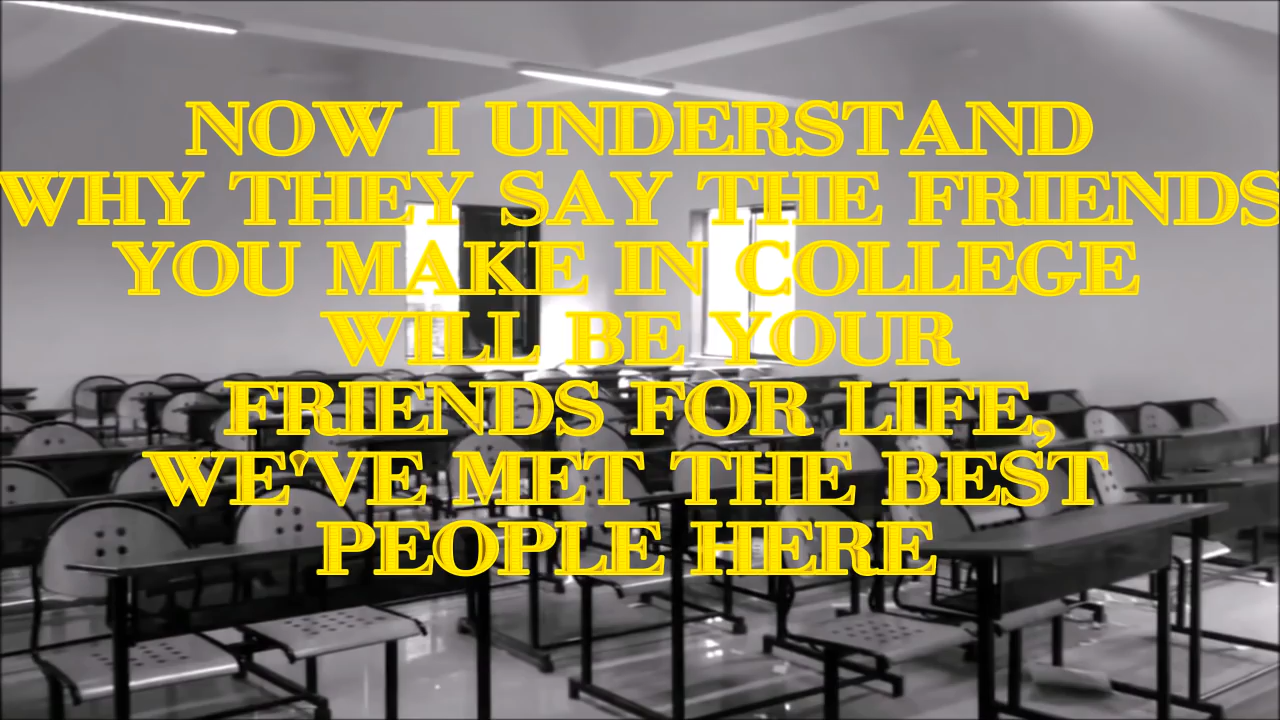 NOW I UNDERSTAND
WHY THEY SAY THE FRIENDS
YOU MAKE IN COLLEGE
WILL BE YOUR
FRIENDS FOR LIFE,
WE'VE MET THE BEST
PEOPLE HERE